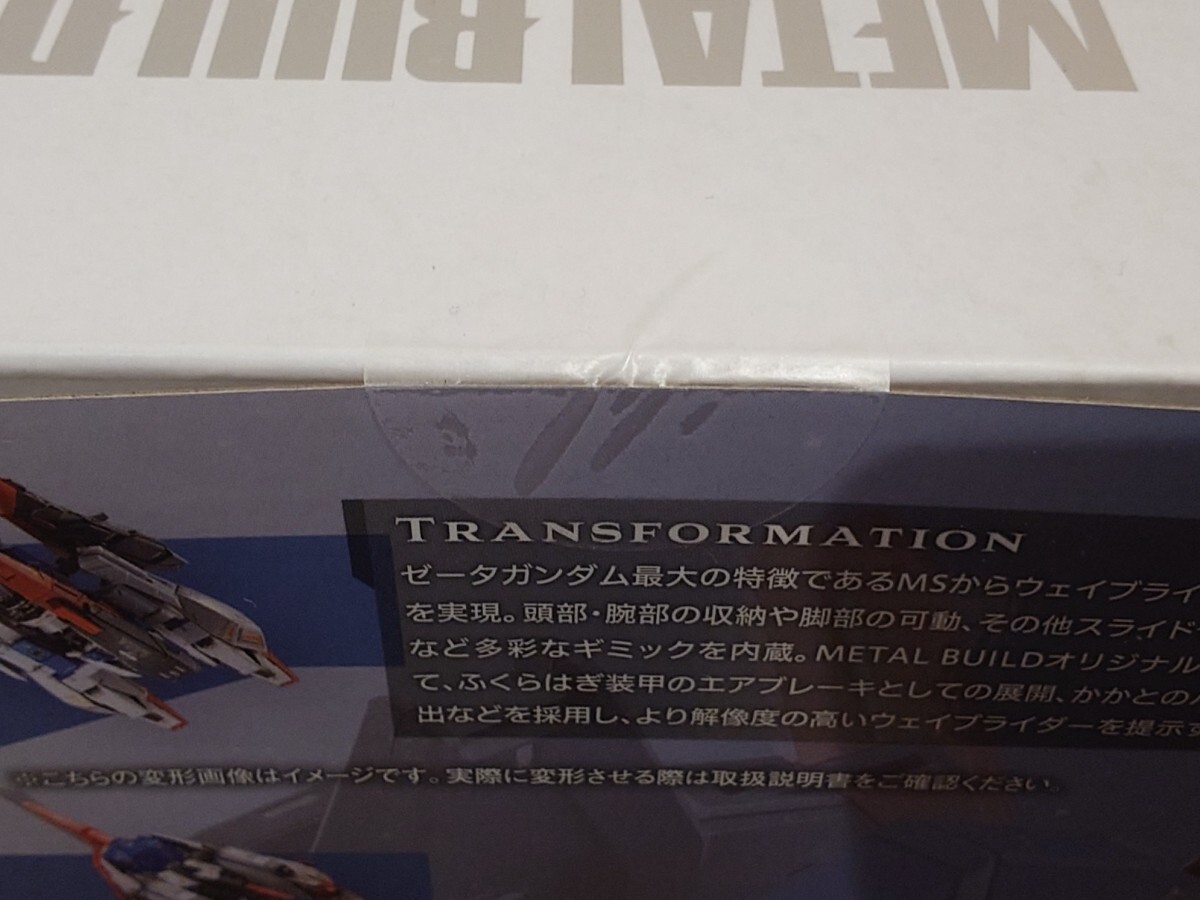 METAL BUILD
TRANSFORMATION
ゼータガンダム最大の特徴であるMSからウェイブライ
を実現。頭部・腕部の収納や脚部の可動、その他スライド
など多彩なギミックを内蔵。METAL BUILDオリジナル
て、ふくらはぎ装甲のエアブレーキとしての展開、かかとの
出などを採用し、より解像度の高いウェイブライダーを提示す
※こちらの変形画像はイメージです。実際に変形させる際は取扱説明書をご確認ください。